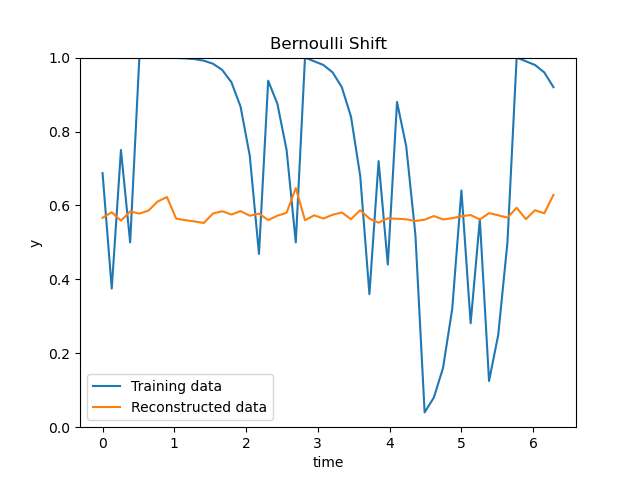 Bernoulli Shift
1.0
0.8
0.6
0.4
0.2
0.0
y
Training data
Reconstructed data
0 1 2 3 4 5 6
time